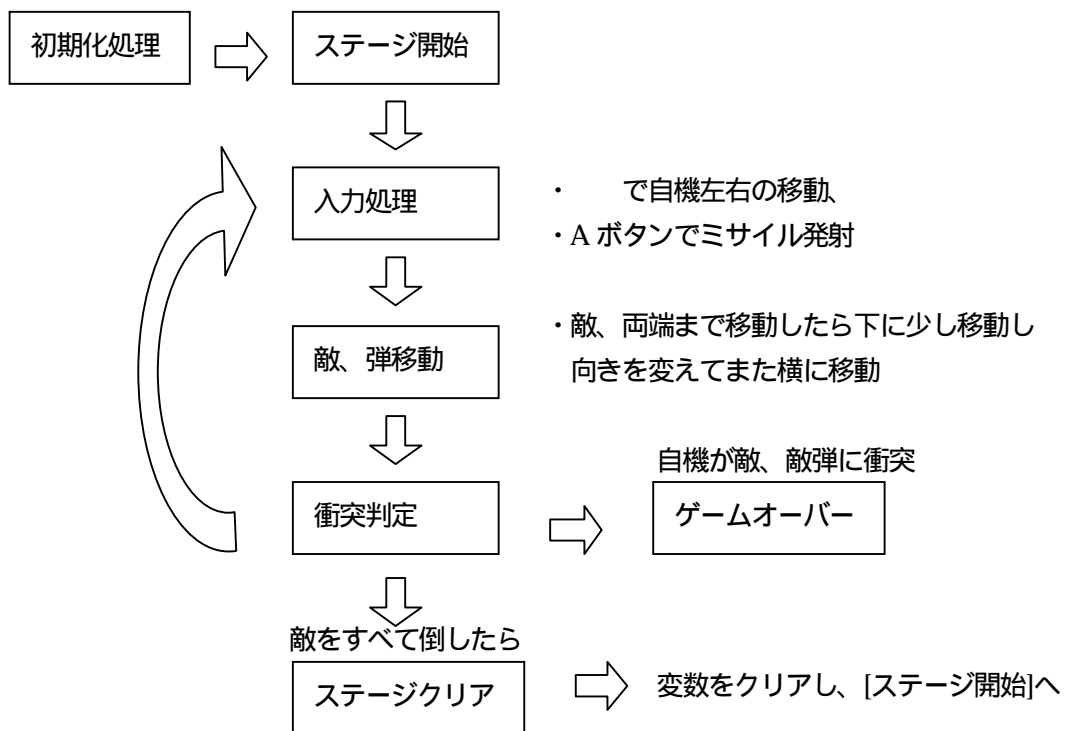 初期化処理
ステージ開始
入力処理
・　　で自機左右の移動、
・A ボタンでミサイル発射
敵、弾移動
・敵、両端まで移動したら下に少し移動し
向きを変えてまた横に移動
衝突判定
自機が敵、敵弾に衝突
ゲームオーバー
敵をすべて倒したら
ステージクリア
変数をクリアし、[ステージ開始]へ